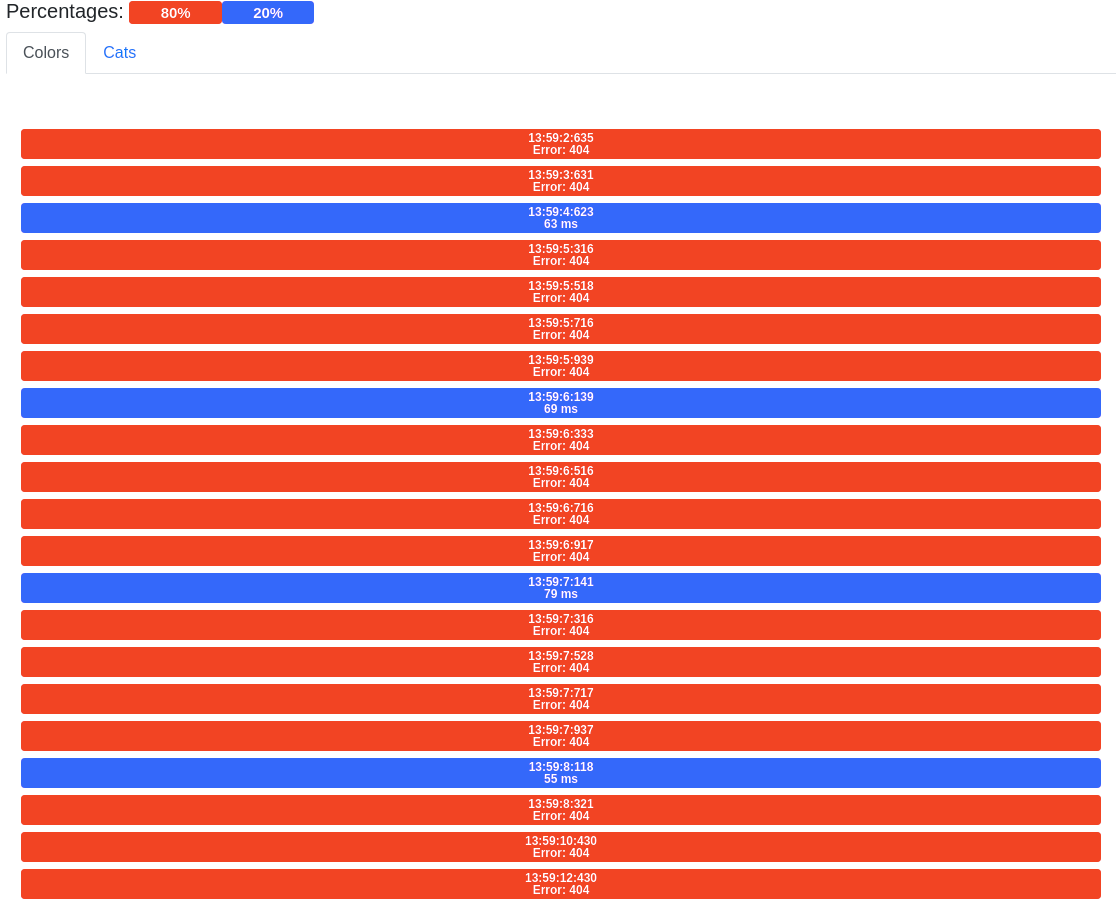 Percentages: 80% 20%
Colors Cats
13:59:2:635
Error: 404
13:59:3:631
Error: 404
13:59:4:623
63 ms
13:59:5:316
Error: 404
13:59:5:518
Error: 404
13:59:5:716
Error: 404
13:59:5:939
Error: 404
13:59:6:139
69 ms
13:59:6:333
Error: 404
13:59:6:516
Error: 404
13:59:6:716
Error: 404
13:59:6:917
Error: 404
13:59:7:141
79 ms
13:59:7:316
Error: 404
13:59:7:528
Error: 404
13:59:7:717
Error: 404
13:59:7:937
Error: 404
13:59:8:118
55 ms
13:59:8:321
Error: 404
13:59:10:430
Error: 404
13:59:12:430
Error: 404